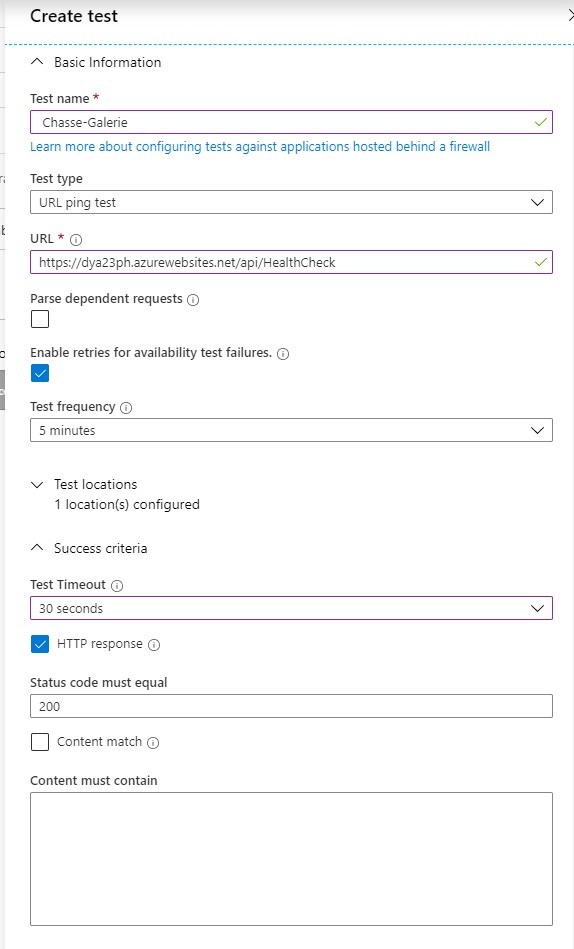 Create test
Basic Information
Test name *
Chasse-Galerie
Learn more about configuring tests against applications hosted behind a firewall
Test type
URL ping test
URL *
https://dya23ph.azurewebsites.net/api/HealthCheck
Parse dependent requests
Enable retries for availability test failures.
Test frequency
5 minutes
Test locations
1 location(s) configured
Success criteria
Test Timeout
30 seconds
HTTP response
Status code must equal
200
Content match
Content must contain